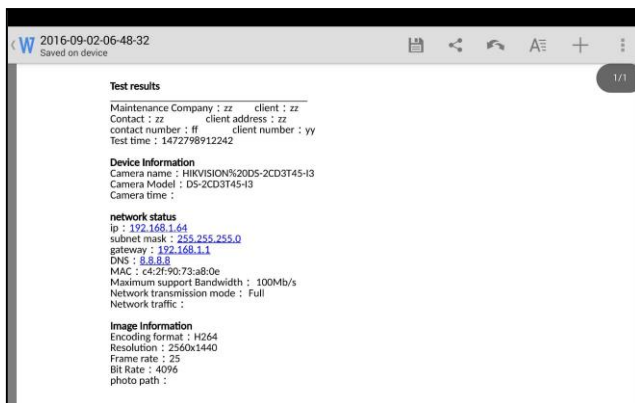 W 2016-09-02-06-48-32
Saved on device
1/1
Test results
Maintenance Company：zz client：zz
Contact：zz client address：zz
contact number：ff client number：yy
Test time：1472798912242
Device Information
Camera name：HIKVISION%20DS-2CD3T45-I3
Camera Model：DS-2CD3T45-I3
Camera time：
network status
ip：192.168.1.64
subnet mask：255.255.255.0
gateway：192.168.1.1
DNS：8.8.8.8
MAC：c4:2f:90:73:a8:0e
Maximum support Bandwidth： 100Mb/s
Network transmission mode： Full
Network traffic：
Image Information
Encoding format：H264
Resolution：2560x1440
Frame rate：25
Bit Rate：4096
photo path：